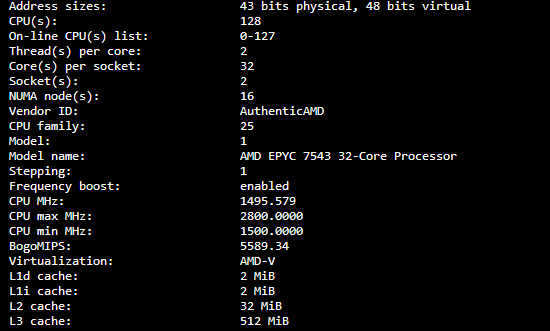 Address sizes: 43 bits physical, 48 bits virtual
CPU(s): 128
On-line CPU(s) list: 0-127
Thread(s) per core: 2
Core(s) per socket: 32
Socket(s): 2
NUMA node(s): 16
Vendor ID: AuthenticAMD
CPU family: 25
Model: 1
Model name: AMD EPYC 7543 32-Core Processor
Stepping: 1
Frequency boost: enabled
CPU MHz: 1495.579
CPU max MHz: 2800.0000
CPU min MHz: 1500.0000
BogoMIPS: 5589.34
Virtualization: AMD-V
L1d cache: 2 MiB
L1i cache: 2 MiB
L2 cache: 32 MiB
L3 cache: 512 MiB